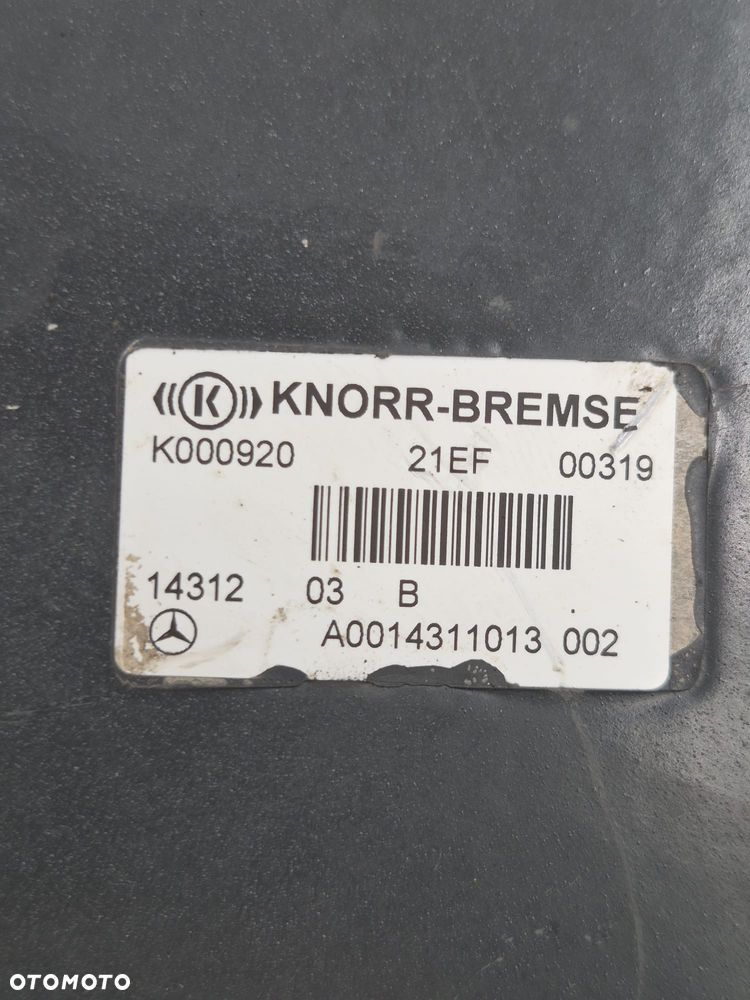 ((( K ))) KNORR-BREMSE
K000920 21EF 00319
14312 03 B
A0014311013 002
OTOMOTO